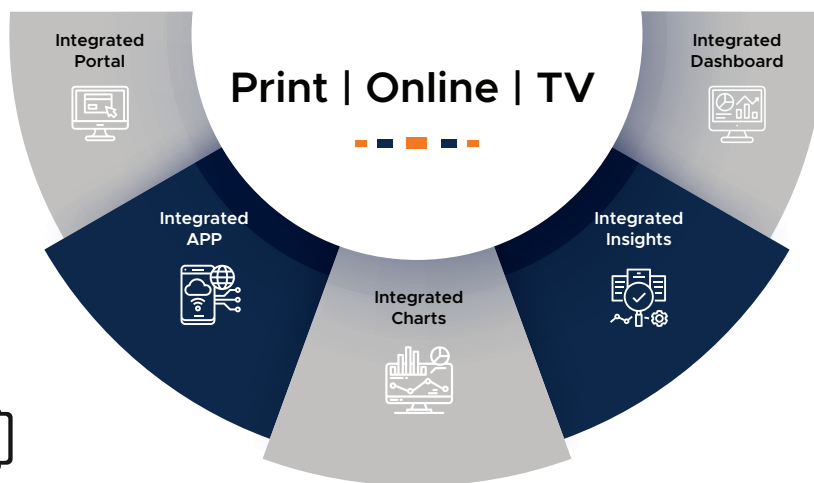 Print | Online | TV
Integrated
Portal
Integrated
APP
Integrated
Charts
Integrated
Insights
Integrated
Dashboard